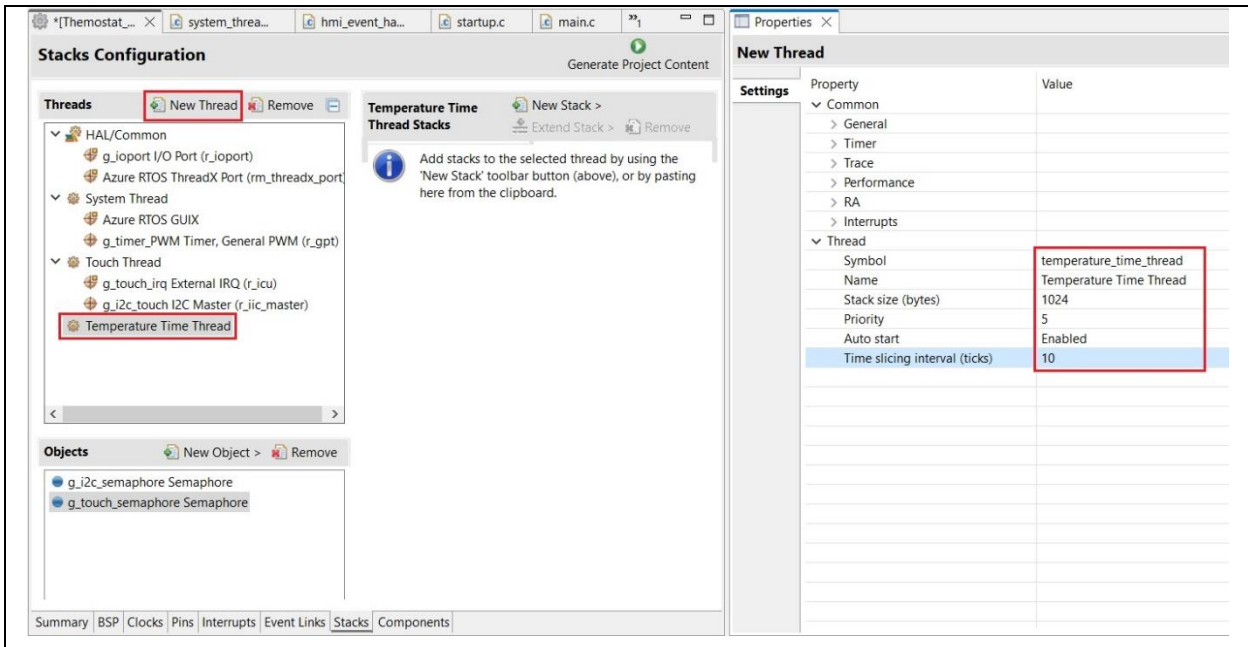 *[Themostat_...
system_threa...
hmi_event_ha...
startup.c
main.c
»1
Stacks Configuration
Generate Project Content
Threads
New Thread
Remove
HAL/Common
g_ioport I/O Port (r_ioport)
Azure RTOS ThreadX Port (rm_threadx_port)
System Thread
Azure RTOS GUIX
g_timer_PWM Timer, General PWM (r_gpt)
Touch Thread
g_touch_irq External IRQ (r_icu)
g_i2c_touch I2C Master (r_iic_master)
Temperature Time Thread
Objects
New Object >
Remove
g_i2c_semaphore Semaphore
g_touch_semaphore Semaphore
Temperature Time
Thread Stacks
New Stack >
Extend Stack >
Remove
Add stacks to the selected thread by using the
'New Stack' toolbar button (above), or by pasting
here from the clipboard.
Summary BSP Clocks Pins Interrupts Event Links Stacks Components
Properties
New Thread
Settings
Property Value
Common
General
Timer
Trace
Performance
RA
Interrupts
Thread
Symbol temperature_time_thread
Name Temperature Time Thread
Stack size (bytes) 1024
Priority 5
Auto start Enabled
Time slicing interval (ticks) 10